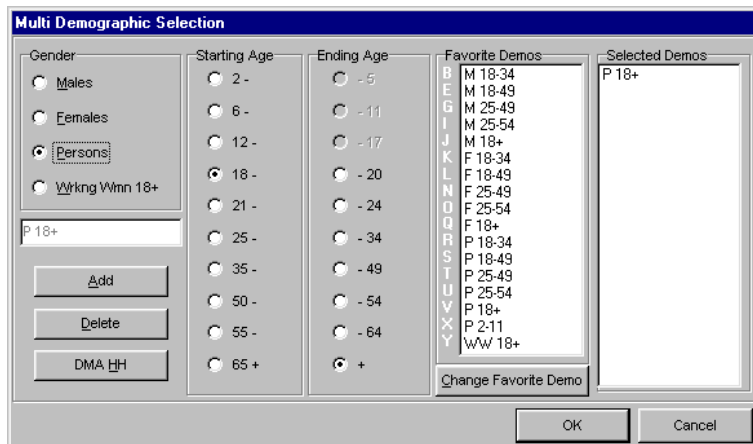 Multi Demographic Selection
Gender
Males
Females
Persons
Wrkng Wmn 18+
P 18+
Add
Delete
DMA HH
Starting Age
2 -
6 -
12 -
18 -
21 -
25 -
35 -
50 -
55 -
65 +
Ending Age
- 5
- 11
- 17
- 20
- 24
- 34
- 49
- 54
- 64
+
Favorite Demos
B M 18-34
E M 18-49
G M 25-49
I M 25-54
J M 18+
K F 18-34
L F 18-49
N F 25-49
O F 25-54
Q F 18+
R P 18-34
S P 18-49
T P 25-49
U P 25-54
V P 18+
X P 2-11
Y WW 18+
Change Favorite Demo
Selected Demos
P 18+
OK
Cancel